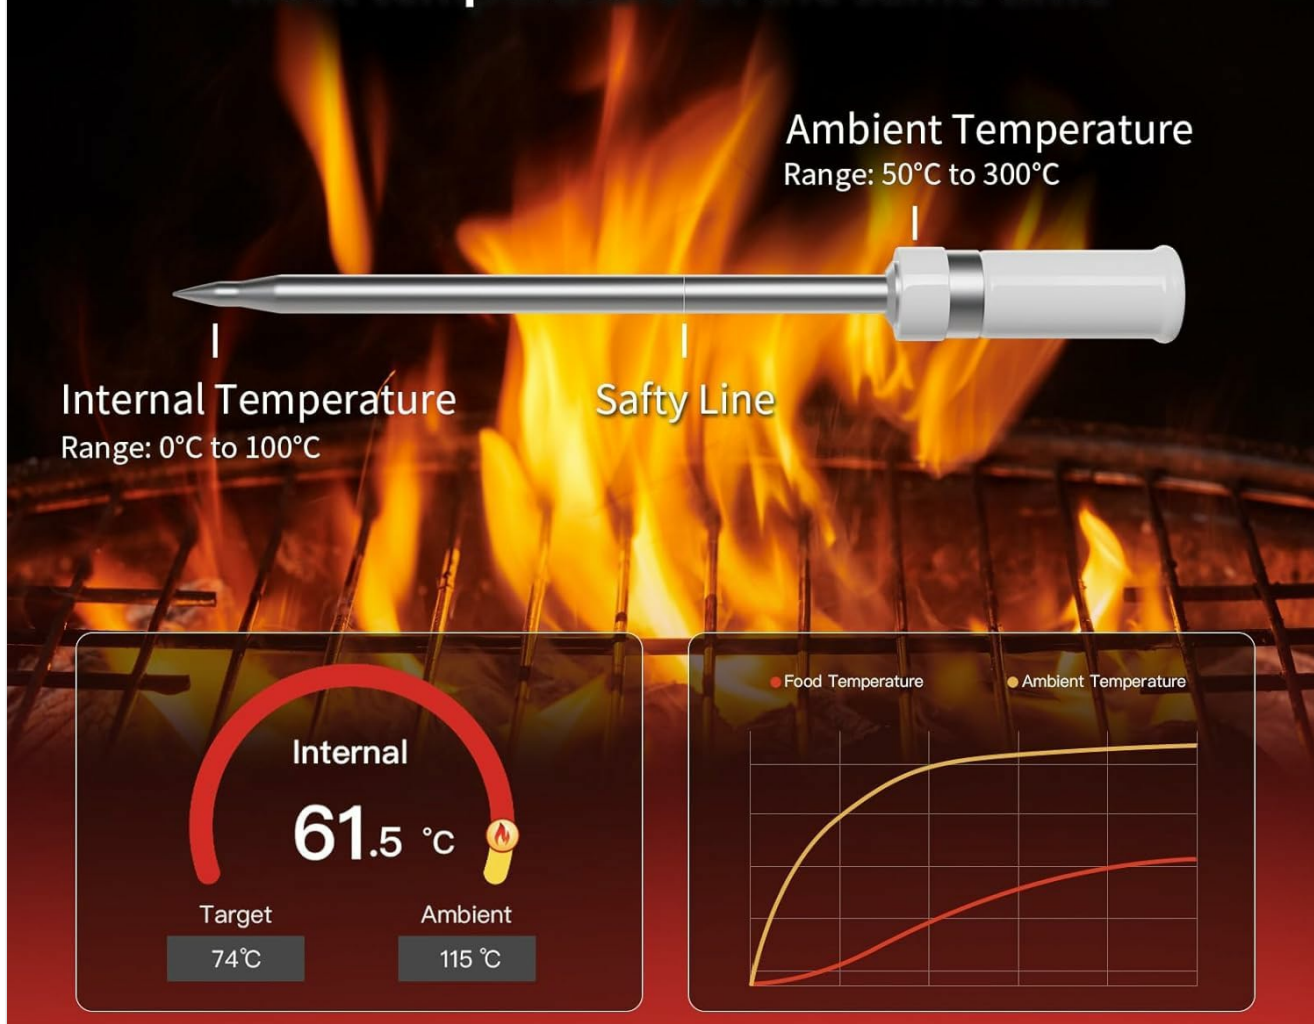 Ambient Temperature
Range: 50°C to 300°C
Internal Temperature
Range: 0°C to 100°C
Safty Line
Internal
61.5 °C
Target
Ambient
74℃
115 ℃
Food Temperature
Ambient Temperature